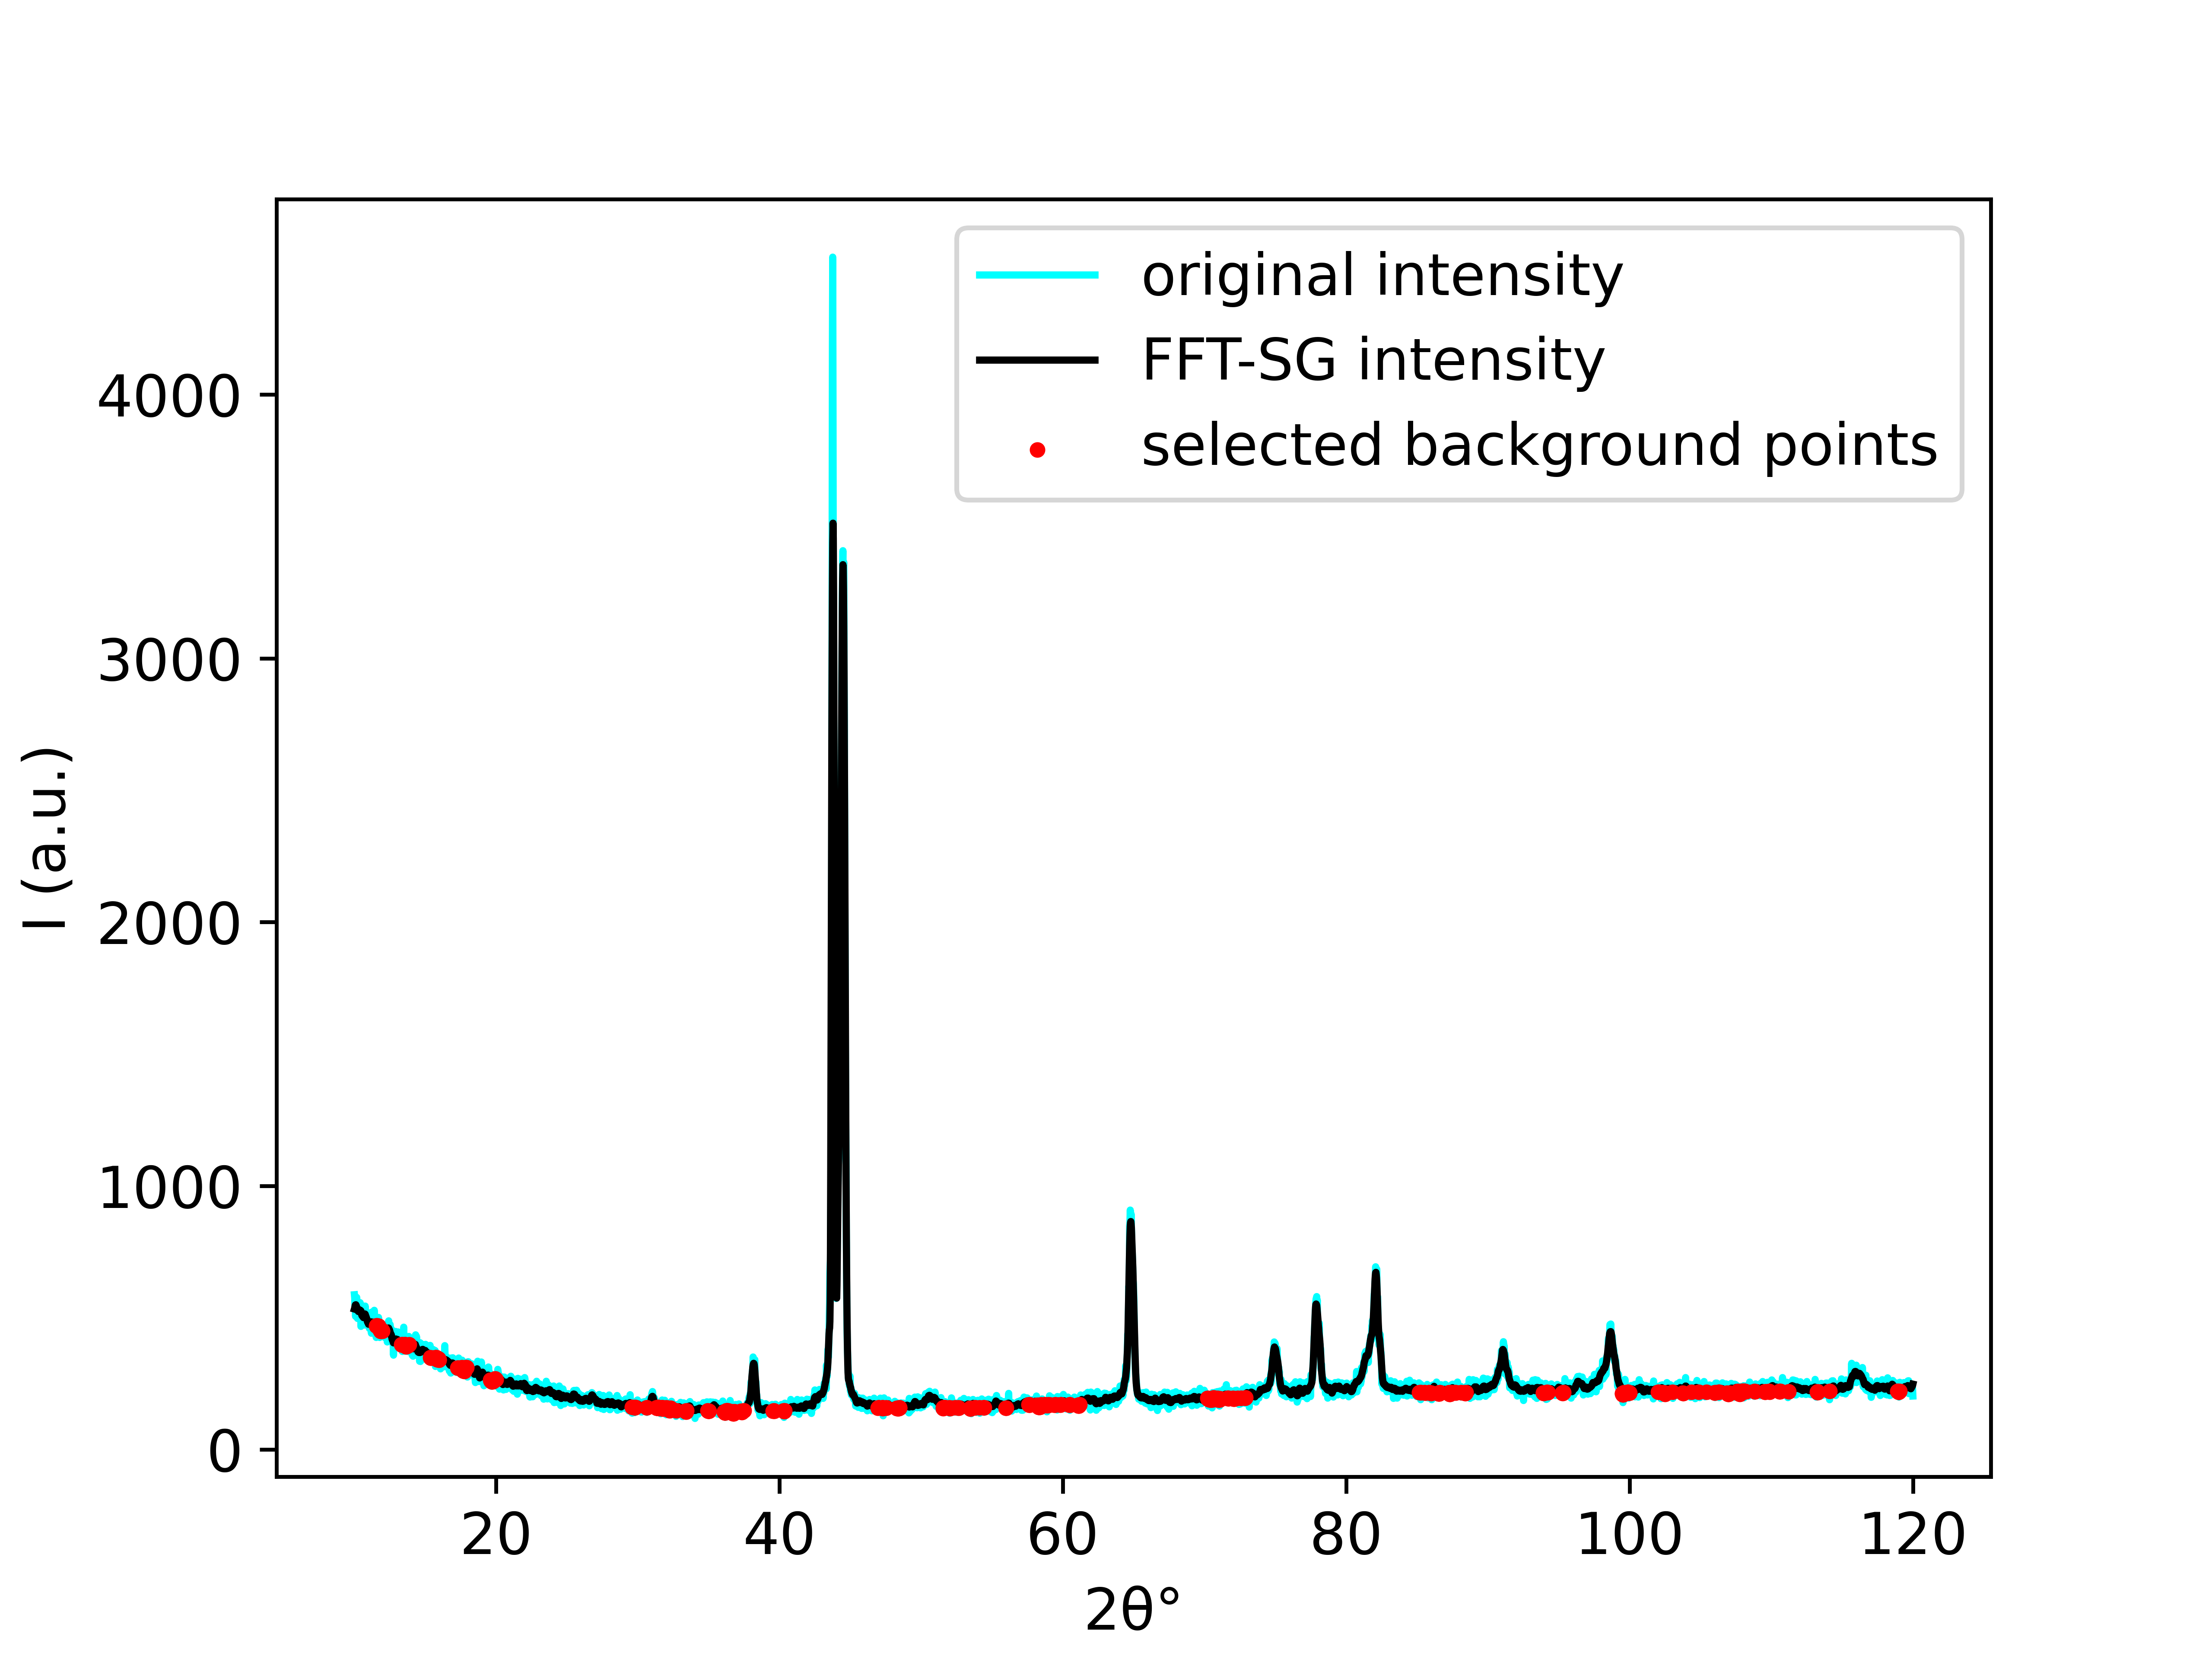 original intensity
FFT-SG intensity
selected background points
4000
3000
2000
1000
0
I (a.u.)
20 40 60 80 100 120
2θ°